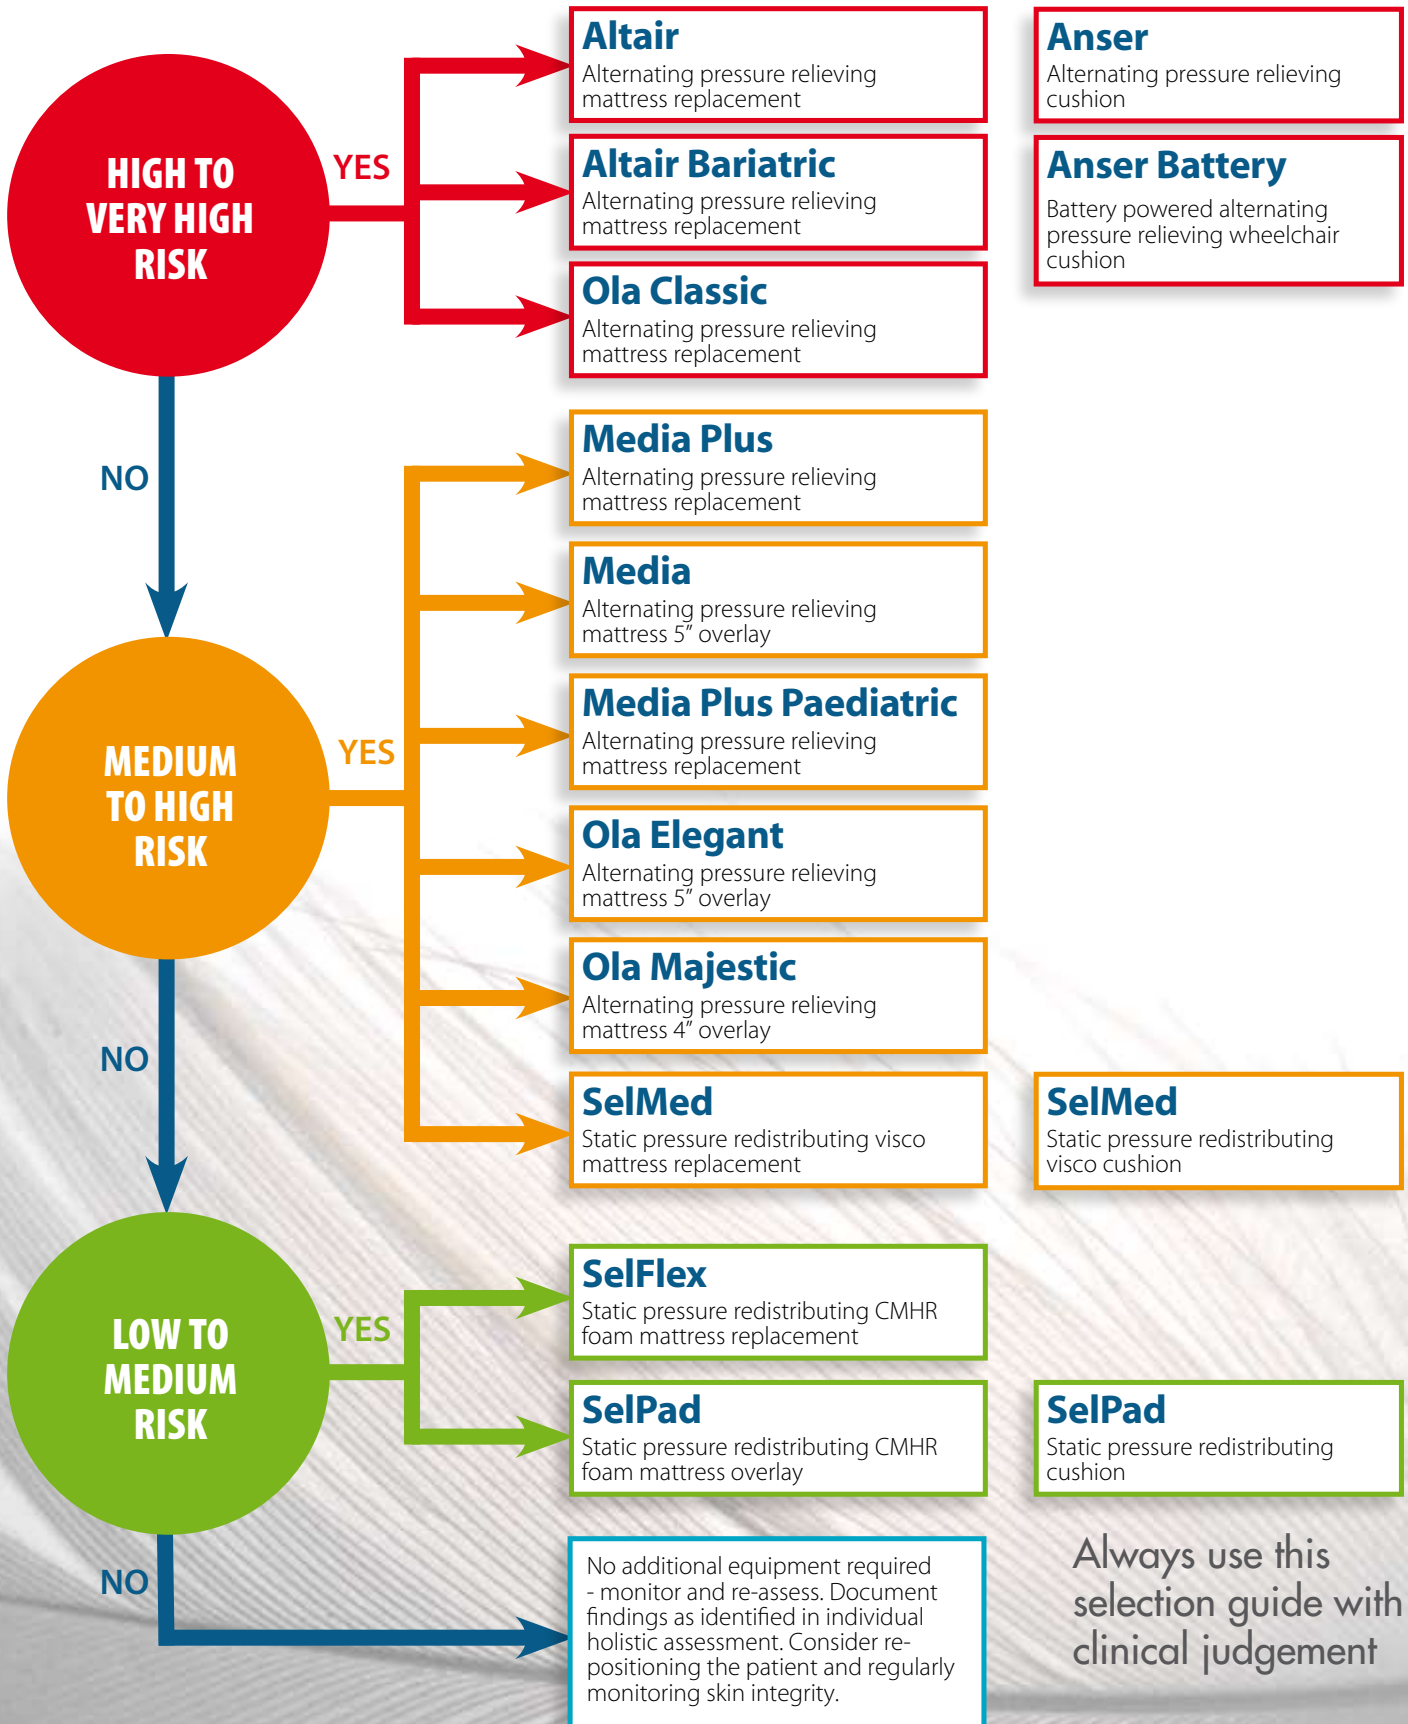 HIGH TO
VERY HIGH
RISK
YES
Altair
Alternating pressure relieving
mattress replacement
Anser
Alternating pressure relieving
cushion
Altair Bariatric
Alternating pressure relieving
mattress replacement
Anser Battery
Battery powered alternating
pressure relieving wheelchair
cushion
Ola Classic
Alternating pressure relieving
mattress replacement
NO
MEDIUM
TO HIGH
RISK
YES
Media Plus
Alternating pressure relieving
mattress replacement
Media
Alternating pressure relieving
mattress 5” overlay
Media Plus Paediatric
Alternating pressure relieving
mattress replacement
Ola Elegant
Alternating pressure relieving
mattress 5” overlay
Ola Majestic
Alternating pressure relieving
mattress 4” overlay
SelMed
Static pressure redistributing visco
mattress replacement
SelMed
Static pressure redistributing
visco cushion
NO
LOW TO
MEDIUM
RISK
YES
SelFlex
Static pressure redistributing CMHR
foam mattress replacement
SelPad
Static pressure redistributing CMHR
foam mattress overlay
SelPad
Static pressure redistributing
cushion
NO
No additional equipment required
- monitor and re-assess. Document
findings as identified in individual
holistic assessment. Consider re-
positioning the patient and regularly
monitoring skin integrity.
Always use this
selection guide with
clinical judgement